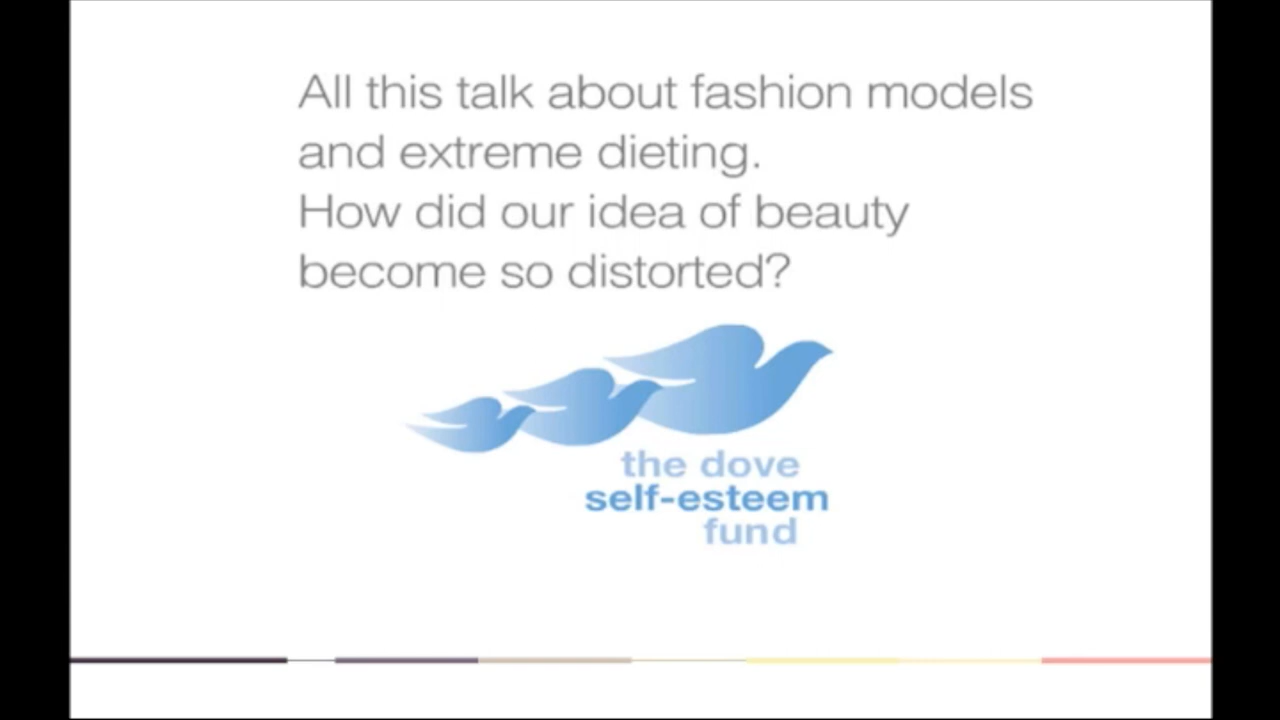 All this talk about fashion models
and extreme dieting.
How did our idea of beauty
become so distorted?
the dove
self-esteem
fund